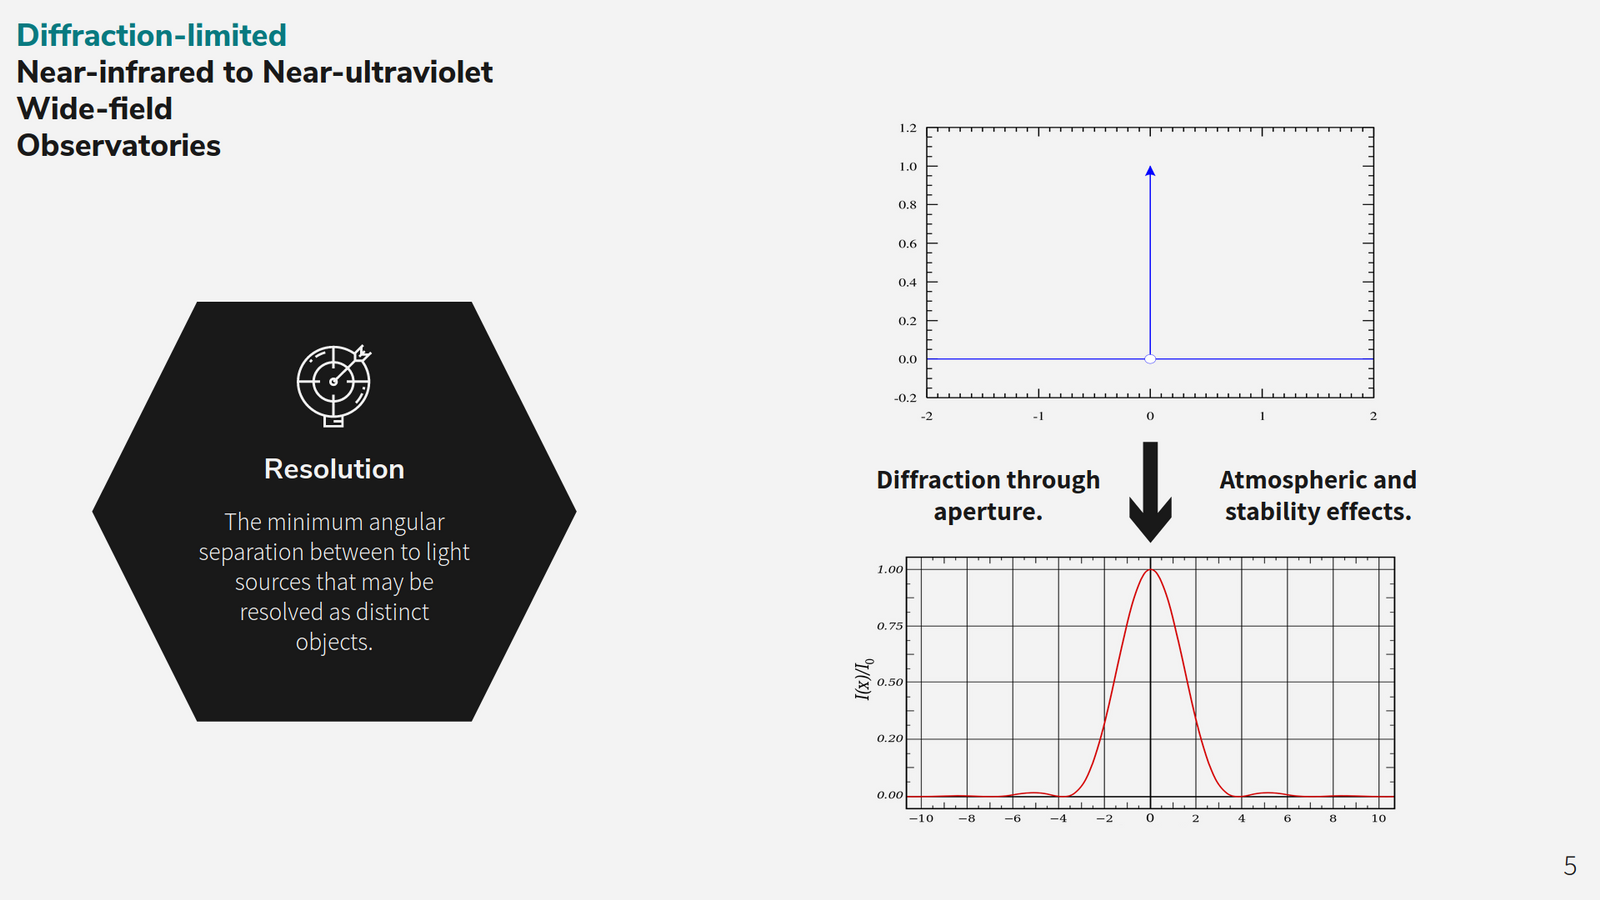 Diffraction-limited
Near-infrared to Near-ultraviolet
Wide-field
Observatories
Resolution
The minimum angular
separation between to light
sources that may be
resolved as distinct
objects.
1.2
1.0
0.8
0.6
0.4
0.2
0.0
-0.2
-2 -1 0 1 2
Diffraction through
aperture.
Atmospheric and
stability effects.
I(x)/I₀
1.00
0.75
0.50
0.20
0.00
−10 −8 −6 −4 −2 0 2 4 6 8 10
5